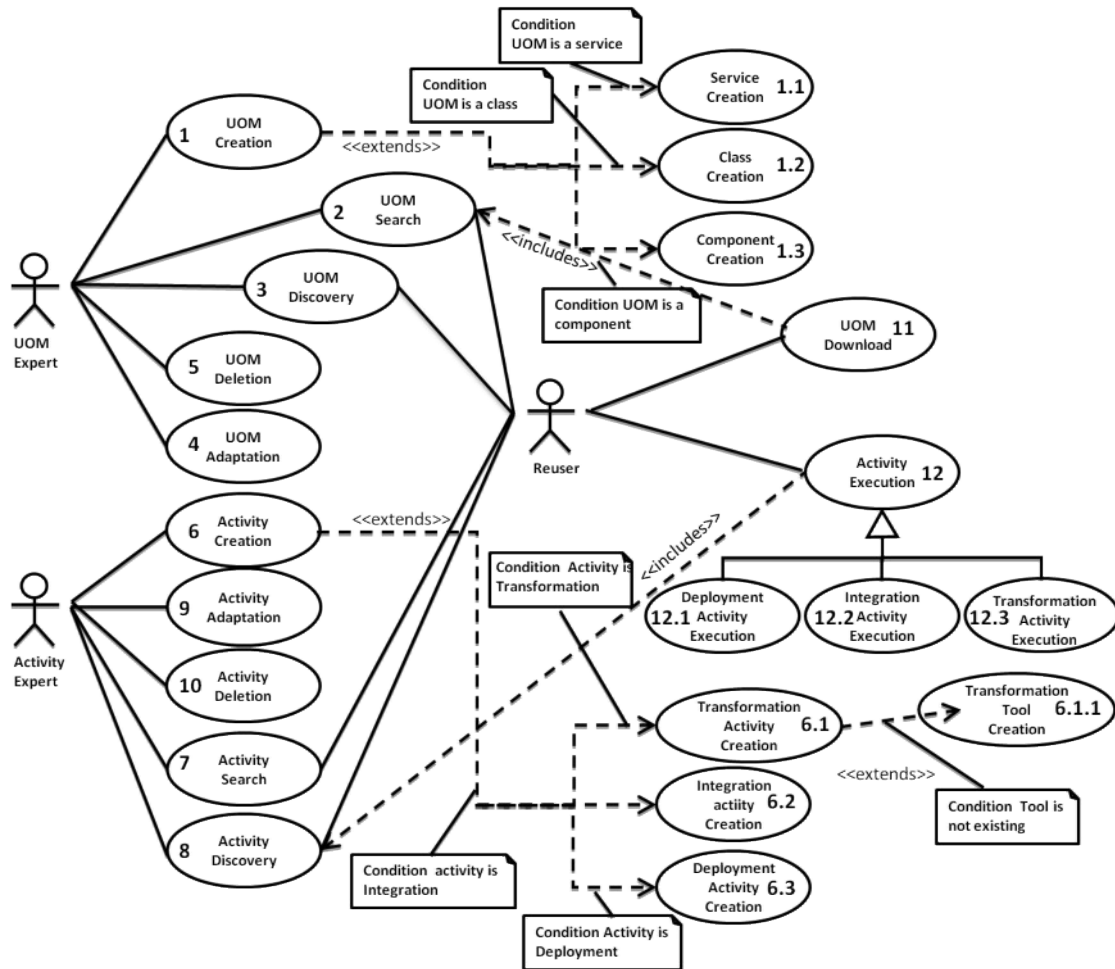 Condition
UOM is a service
Condition
UOM is a class
Service
Creation 1.1
1 UOM
Creation
<<extends>>
Class
Creation 1.2
2 UOM
Search
<<includes>>
Component
Creation 1.3
3 UOM
Discovery
Condition UOM is a
component
UOM
Download 11
UOM
Expert
5 UOM
Deletion
4 UOM
Adaptation
Reuser
Activity
Execution 12
6 Activity
Creation
<<extends>>
<<includes>>
Condition Activity is
Transformation
9 Activity
Adaptation
Activity
Expert
10 Activity
Deletion
Deployment
12.1 Activity
Execution
Integration
12.2 Activity
Execution
Transformation
12.3 Activity
Execution
Transformation
Activity 6.1
Creation
Transformation
Tool 6.1.1
Creation
7 Activity
Search
<<extends>>
Integration
actiity 6.2
Creation
Condition Tool is
not existing
8 Activity
Discovery
Condition activity is
Integration
Deployment
Activity 6.3
Creation
Condition Activity is
Deployment